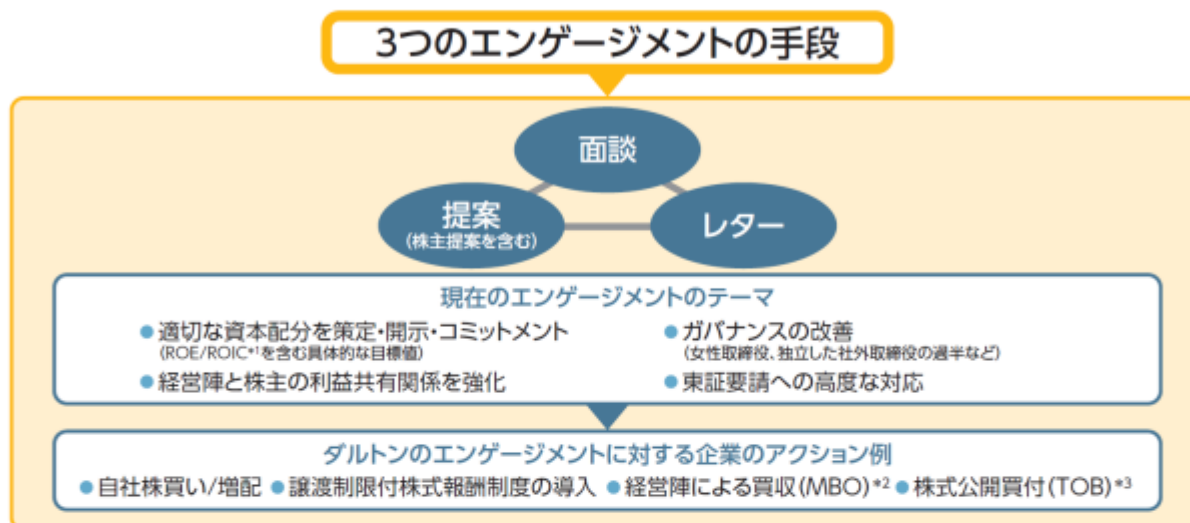 3つのエンゲージメントの手段
面談
提案
(株主提案を含む)
レター
現在のエンゲージメントのテーマ
●適切な資本配分を策定・開示・コミットメント
(ROE/ROIC*1を含む具体的な目標値)
●経営陣と株主の利益共有関係を強化
●ガバナンスの改善
(女性取締役、独立した社外取締役の過半など)
●東証要請への高度な対応
ダルトンのエンゲージメントに対する企業のアクション例
●自社株買い/増配 ●譲渡制限付株式報酬制度の導入 ●経営陣による買収(MBO)*2 ●株式公開買付(TOB)*3